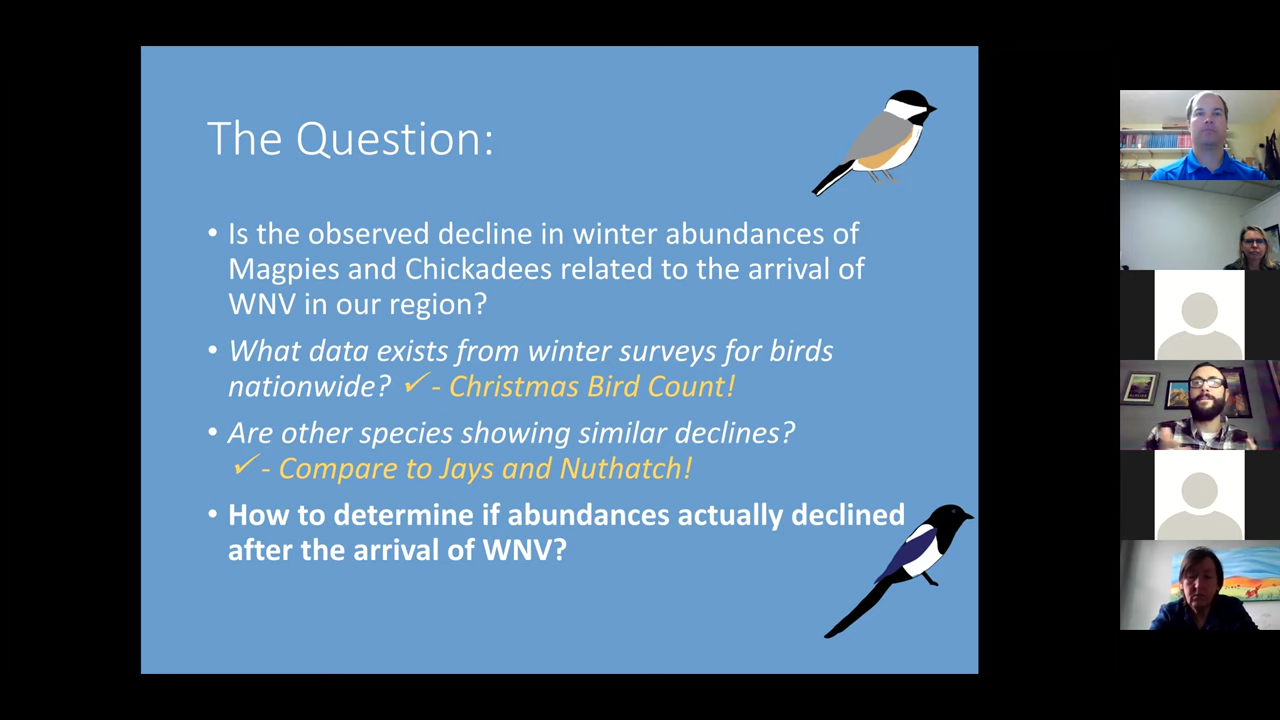 The Question:
• Is the observed decline in winter abundances of
Magpies and Chickadees related to the arrival of
WNV in our region?
• What data exists from winter surveys for birds
nationwide? ✓ - Christmas Bird Count!
• Are other species showing similar declines?
✓ - Compare to Jays and Nuthatch!
• How to determine if abundances actually declined
after the arrival of WNV?